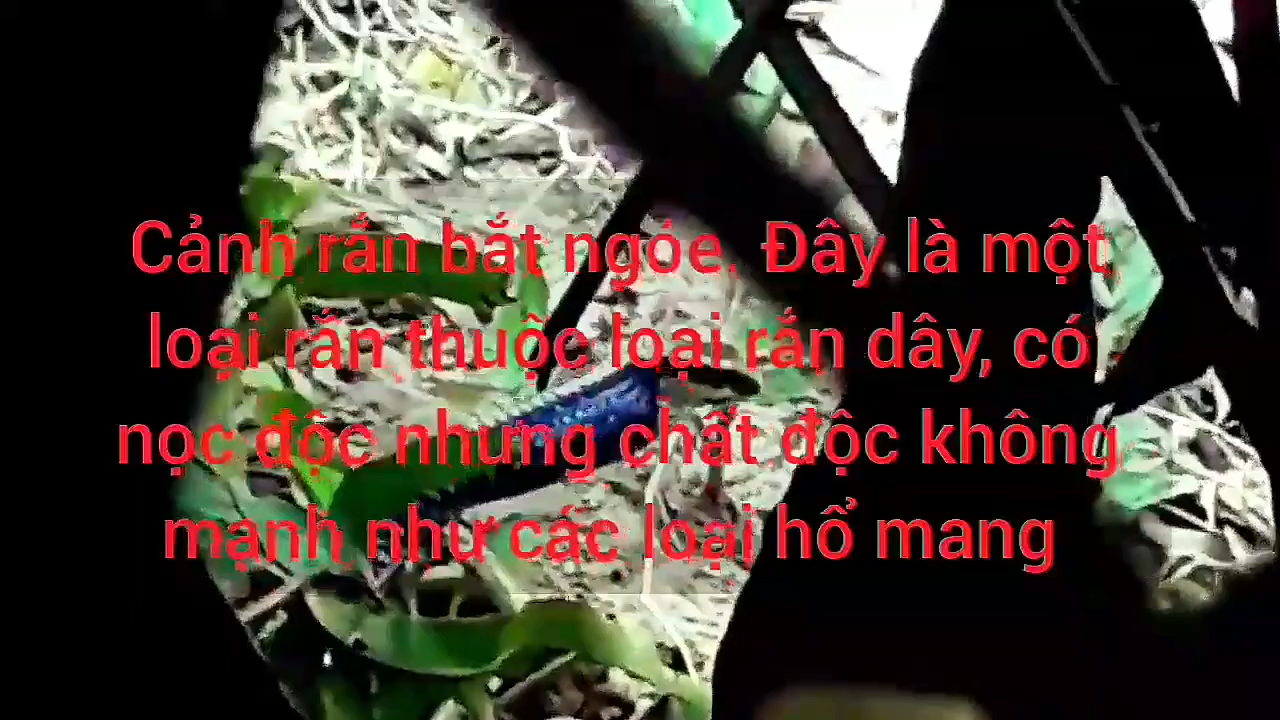 Cảnh rắn bắt ngóe. Đây là một
loại rắn thuộc loại rắn dây, có
nọc độc nhưng chất độc không
mạnh như các loại hổ mang